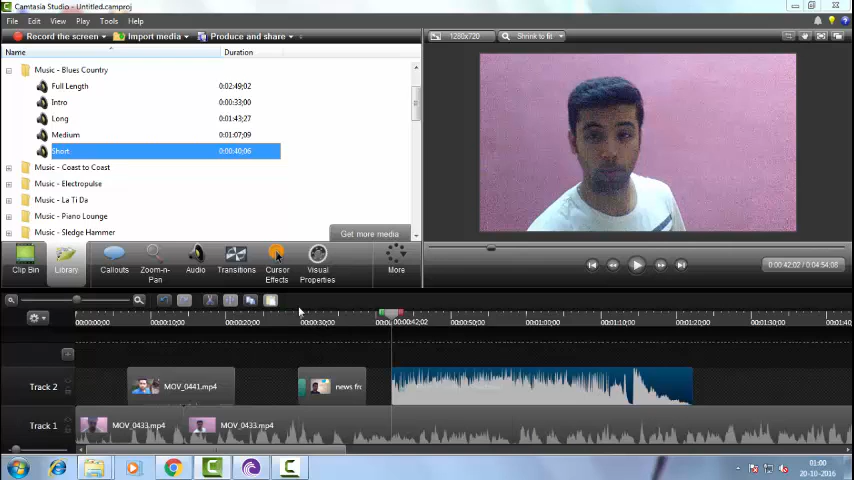 Camtasia Studio - Untitled.camproj
File Edit View Play Tools Help
Record the screen Import media Produce and share
1280x720 Shrink to fit
Name Duration
Music - Blues Country
Full Length 0:02:49;02
Intro 0:00:33;00
Long 0:01:43;27
Medium 0:01:07;09
Short 0:00:40;06
Music - Coast to Coast
Music - Electropulse
Music - La Ti Da
Music - Piano Lounge
Music - Sledge Hammer
Get more media
Clip Bin Library Callouts Zoom-n-Pan Audio Transitions Cursor Effects Visual Properties More
0:00:42;02 / 0:04:54;08
0:00:00;00 0:00:10;00 0:00:20;00 0:00:30;00 0:00:42;02 0:00:50;00 0:01:00;00 0:01:10;00 0:01:20;00 0:01:30;00 0:01:40
Track 2 MOV_0441.mp4 news fr
Track 1 MOV_0433.mp4 MOV_0433.mp4
01:00
20-10-2016